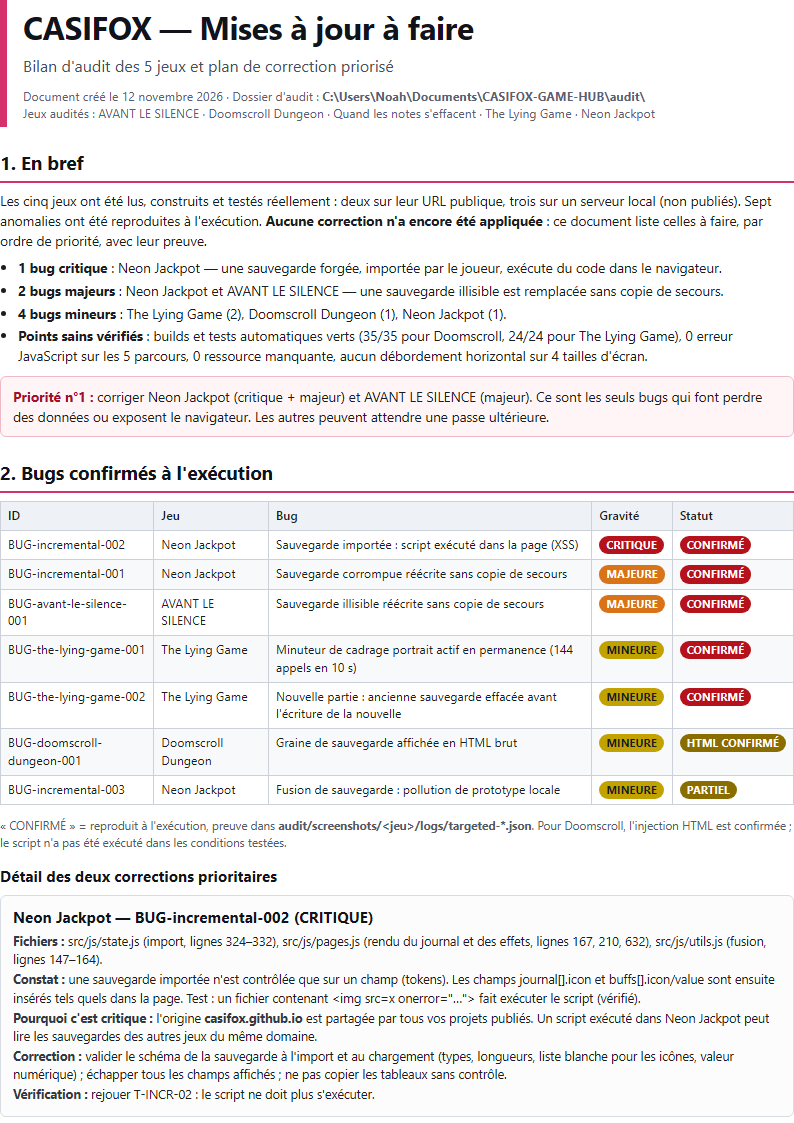 CASIFOX — Mises à jour à faire
Bilan d'audit des 5 jeux et plan de correction priorisé
Document créé le 12 novembre 2026 · Dossier d'audit : C:\Users\Noah\Documents\CASIFOX-GAME-HUB\audit\
Jeux audités : AVANT LE SILENCE · Doomscroll Dungeon · Quand les notes s'effacent · The Lying Game · Neon Jackpot
1. En bref
Les cinq jeux ont été lus, construits et testés réellement : deux sur leur URL publique, trois sur un serveur local (non publiés). Sept
anomalies ont été reproduites à l'exécution. Aucune correction n'a encore été appliquée : ce document liste celles à faire, par
ordre de priorité, avec leur preuve.
• 1 bug critique : Neon Jackpot — une sauvegarde forgée, importée par le joueur, exécute du code dans le navigateur.
• 2 bugs majeurs : Neon Jackpot et AVANT LE SILENCE — une sauvegarde illisible est remplacée sans copie de secours.
• 4 bugs mineurs : The Lying Game (2), Doomscroll Dungeon (1), Neon Jackpot (1).
• Points sains vérifiés : builds et tests automatiques verts (35/35 pour Doomscroll, 24/24 pour The Lying Game), 0 erreur
JavaScript sur les 5 parcours, 0 ressource manquante, aucun débordement horizontal sur 4 tailles d'écran.
Priorité n°1 : corriger Neon Jackpot (critique + majeur) et AVANT LE SILENCE (majeur). Ce sont les seuls bugs qui font perdre
des données ou exposent le navigateur. Les autres peuvent attendre une passe ultérieure.
2. Bugs confirmés à l'exécution
ID Jeu Bug Gravité Statut
BUG-incremental-002 Neon Jackpot Sauvegarde importée : script exécuté dans la page (XSS) CRITIQUE CONFIRMÉ
BUG-incremental-001 Neon Jackpot Sauvegarde corrompue réécrite sans copie de secours MAJEURE CONFIRMÉ
BUG-avant-le-silence- AVANT LE Sauvegarde illisible réécrite sans copie de secours MAJEURE CONFIRMÉ
001 SILENCE
BUG-the-lying-game-001 The Lying Game Minuteur de cadrage portrait actif en permanence (144 MINEURE CONFIRMÉ
appels en 10 s)
BUG-the-lying-game-002 The Lying Game Nouvelle partie : ancienne sauvegarde effacée avant MINEURE CONFIRMÉ
l'écriture de la nouvelle
BUG-doomscroll- Doomscroll Graine de sauvegarde affichée en HTML brut MINEURE HTML CONFIRMÉ
dungeon-001 Dungeon
BUG-incremental-003 Neon Jackpot Fusion de sauvegarde : pollution de prototype locale MINEURE PARTIEL
« CONFIRMÉ » = reproduit à l'exécution, preuve dans audit/screenshots/<jeu>/logs/targeted-*.json. Pour Doomscroll, l'injection HTML est confirmée ;
le script n'a pas été exécuté dans les conditions testées.
Détail des deux corrections prioritaires
Neon Jackpot — BUG-incremental-002 (CRITIQUE)
Fichiers : src/js/state.js (import, lignes 324–332), src/js/pages.js (rendu du journal et des effets, lignes 167, 210, 632), src/js/utils.js (fusion,
lignes 147–164).
Constat : une sauvegarde importée n'est contrôlée que sur un champ (tokens). Les champs journal[].icon et buffs[].icon/value sont ensuite
insérés tels quels dans la page. Test : un fichier contenant <img src=x onerror="..."> fait exécuter le script (vérifié).
Pourquoi c'est critique : l'origine casifox.github.io est partagée par tous vos projets publiés. Un script exécuté dans Neon Jackpot peut
lire les sauvegardes des autres jeux du même domaine.
Correction : valider le schéma de la sauvegarde à l'import et au chargement (types, longueurs, liste blanche pour les icônes, valeur
numérique) ; échapper tous les champs affichés ; ne pas copier les tableaux sans contrôle.
Vérification : rejouer T-INCR-02 : le script ne doit plus s'exécuter.